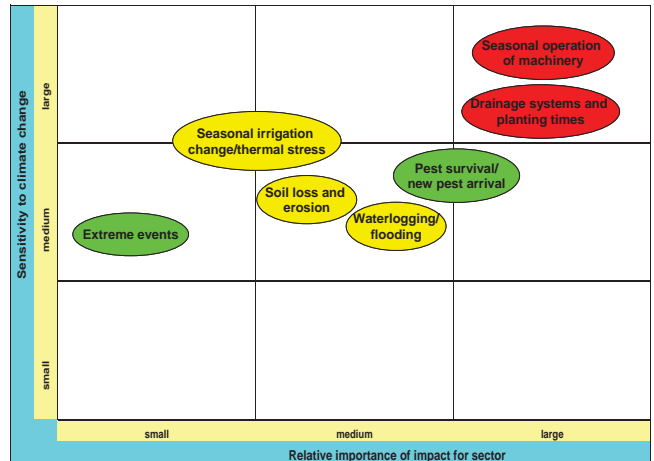 Sensitivity to climate change
large
medium
small
Seasonal operation
of machinery
Drainage systems and
planting times
Seasonal irrigation
change/thermal stress
Pest survival/
new pest arrival
Soil loss and
erosion
Waterlogging/
flooding
Extreme events
small
medium
large
Relative importance of impact for sector